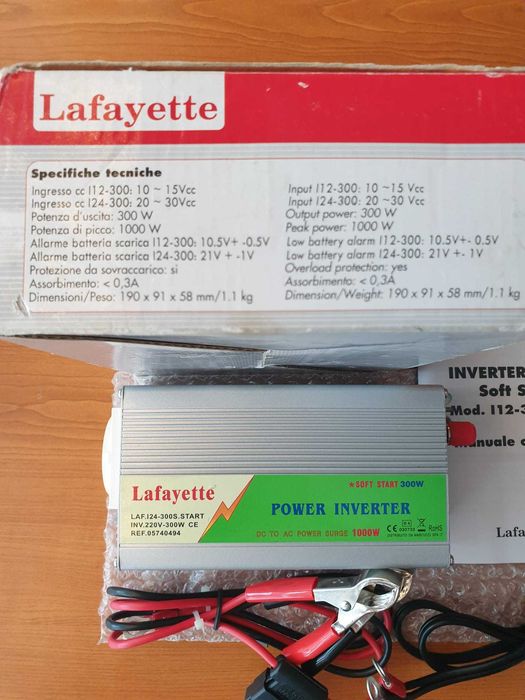 Lafayette
Specifiche tecniche
Ingresso cc I12-300: 10 ~ 15Vcc
Ingresso cc I24-300: 20 ~ 30Vcc
Potenza d'uscita: 300 W
Potenza di picco: 1000 W
Allarme batteria scarica I12-300: 10.5V+ -0.5V
Allarme batteria scarica I24-300: 21V + -1V
Protezione da sovraccarico: si
Assorbimento: < 0,3A
Dimensioni/Peso: 190 x 91 x 58 mm/1.1 kg
Input I12-300: 10 ~15 Vcc
Input I24-300: 20 ~30 Vcc
Output power: 300 W
Peak power: 1000 W
Low battery alarm I12-300: 10.5V+- 0.5V
Low battery alarm I24-300: 21V +- 1V
Overload protection: yes
Assorbimento: < 0,3A
Dimension/Weight: 190 x 91 x 58 mm/1.1 kg
INVERTER
Soft S
Mod. I12-3
Manuale
Lafa
★SOFT START 300W
Lafayette
LAF.I24-300S.START
INV.220V-300W CE
REF.05740494
POWER INVERTER
DC TO AC POWER SURGE 1000W
CE
RoHS